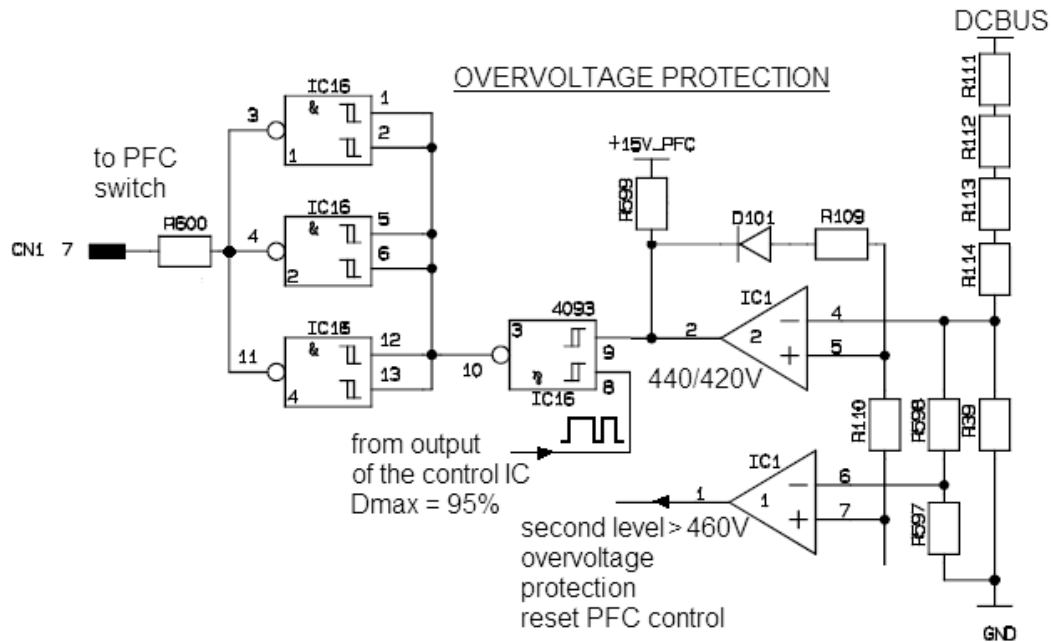 DCBUS
OVERVOLTAGE PROTECTION
R111
R112
R113
R114
IC16
&
3
1
2
1
to PFC
switch
R600
CN1 7
IC16
&
4
5
6
2
IC16
&
11
12
13
4
+15V_PFC
R599
D101
R109
IC1
2
2
4
5
-
+
440/420V
4093
3
9
8
10
IC16
from output
of the control IC
Dmax = 95%
R110
R598
R39
IC1
1
1
6
7
-
+
R597
second level > 460V
overvoltage
protection
reset PFC control
GND